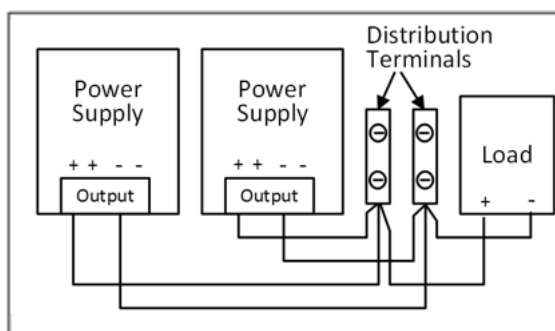 Distribution
Terminals
Power
Supply
+ + - -
Output
Power
Supply
+ + - -
Output
Load
+ -